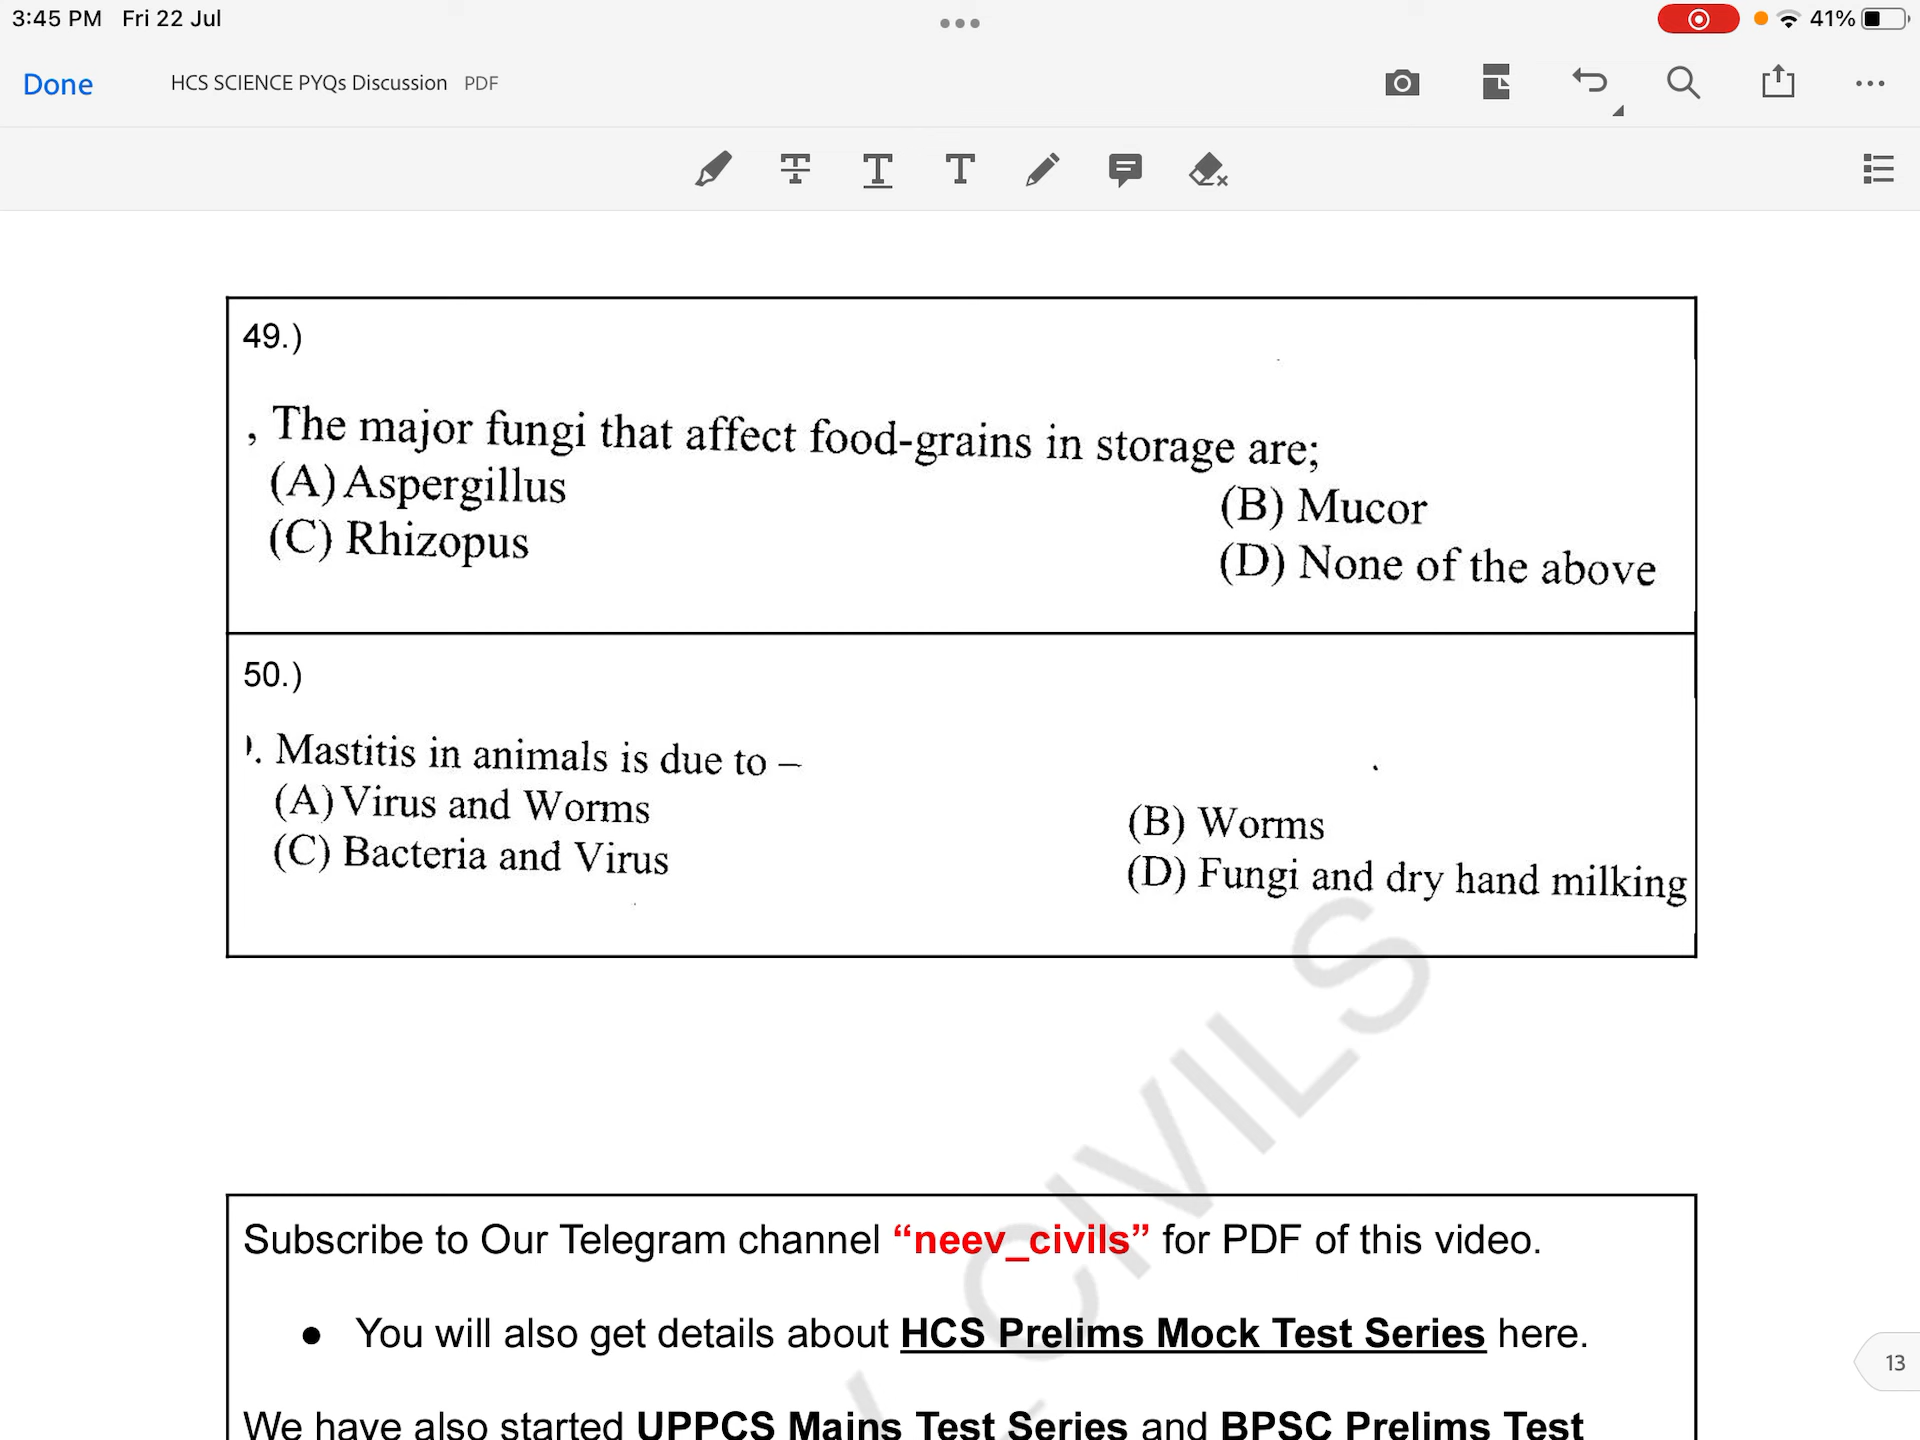 3:45 PM Fri 22 Jul
41%
Done
HCS SCIENCE PYQs Discussion PDF
49.)
, The major fungi that affect food-grains in storage are;
(A) Aspergillus
(B) Mucor
(C) Rhizopus
(D) None of the above
50.)
). Mastitis in animals is due to –
(A) Virus and Worms
(B) Worms
(C) Bacteria and Virus
(D) Fungi and dry hand milking
CIVILS
Subscribe to Our Telegram channel “neev_civils” for PDF of this video.
● You will also get details about HCS Prelims Mock Test Series here.
13
We have also started UPPCS Mains Test Series and BPSC Prelims Test